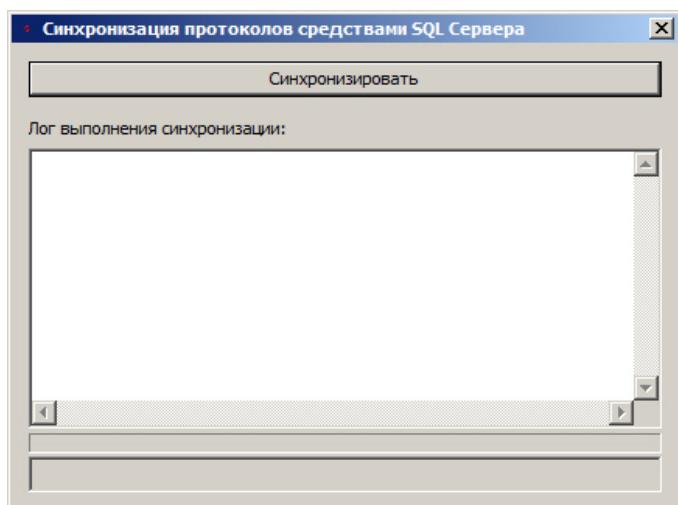 Синхронизация протоколов средствами SQL Сервера
Синхронизировать
Лог выполнения синхронизации: